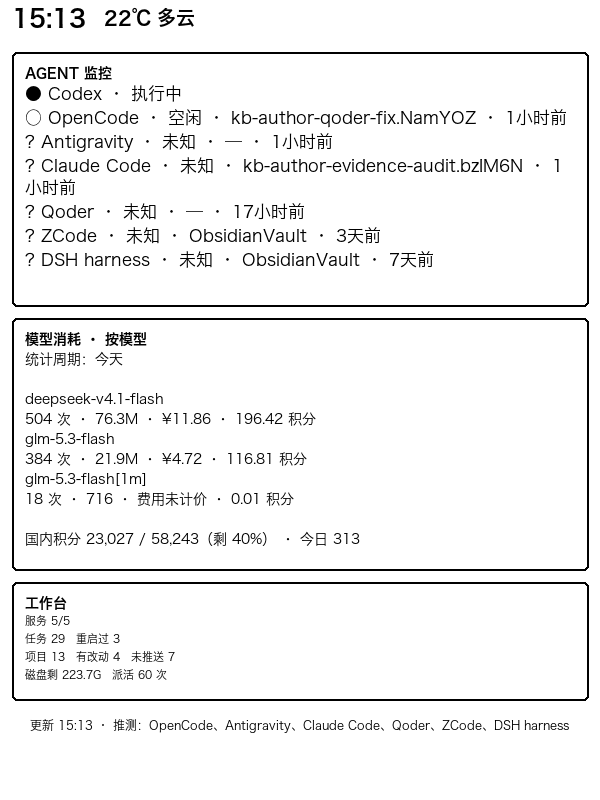 15:13 22℃ 多云
AGENT 监控
● Codex · 执行中
○ OpenCode · 空闲 · kb-author-qoder-fix.NamYOZ · 1小时前
? Antigravity · 未知 · — · 1小时前
? Claude Code · 未知 · kb-author-evidence-audit.bzlM6N · 1
小时前
? Qoder · 未知 · — · 17小时前
? ZCode · 未知 · ObsidianVault · 3天前
? DSH harness · 未知 · ObsidianVault · 7天前
模型消耗 · 按模型
统计周期：今天
deepseek-v4.1-flash
504 次 · 76.3M · ¥11.86 · 196.42 积分
glm-5.3-flash
384 次 · 21.9M · ¥4.72 · 116.81 积分
glm-5.3-flash[1m]
18 次 · 716 · 费用未计价 · 0.01 积分
国内积分 23,027 / 58,243（剩 40%） · 今日 313
工作台
服务 5/5
任务 29 重启过 3
项目 13 有改动 4 未推送 7
磁盘剩 223.7G 派活 60 次
更新 15:13 · 推测：OpenCode、Antigravity、Claude Code、Qoder、ZCode、DSH harness